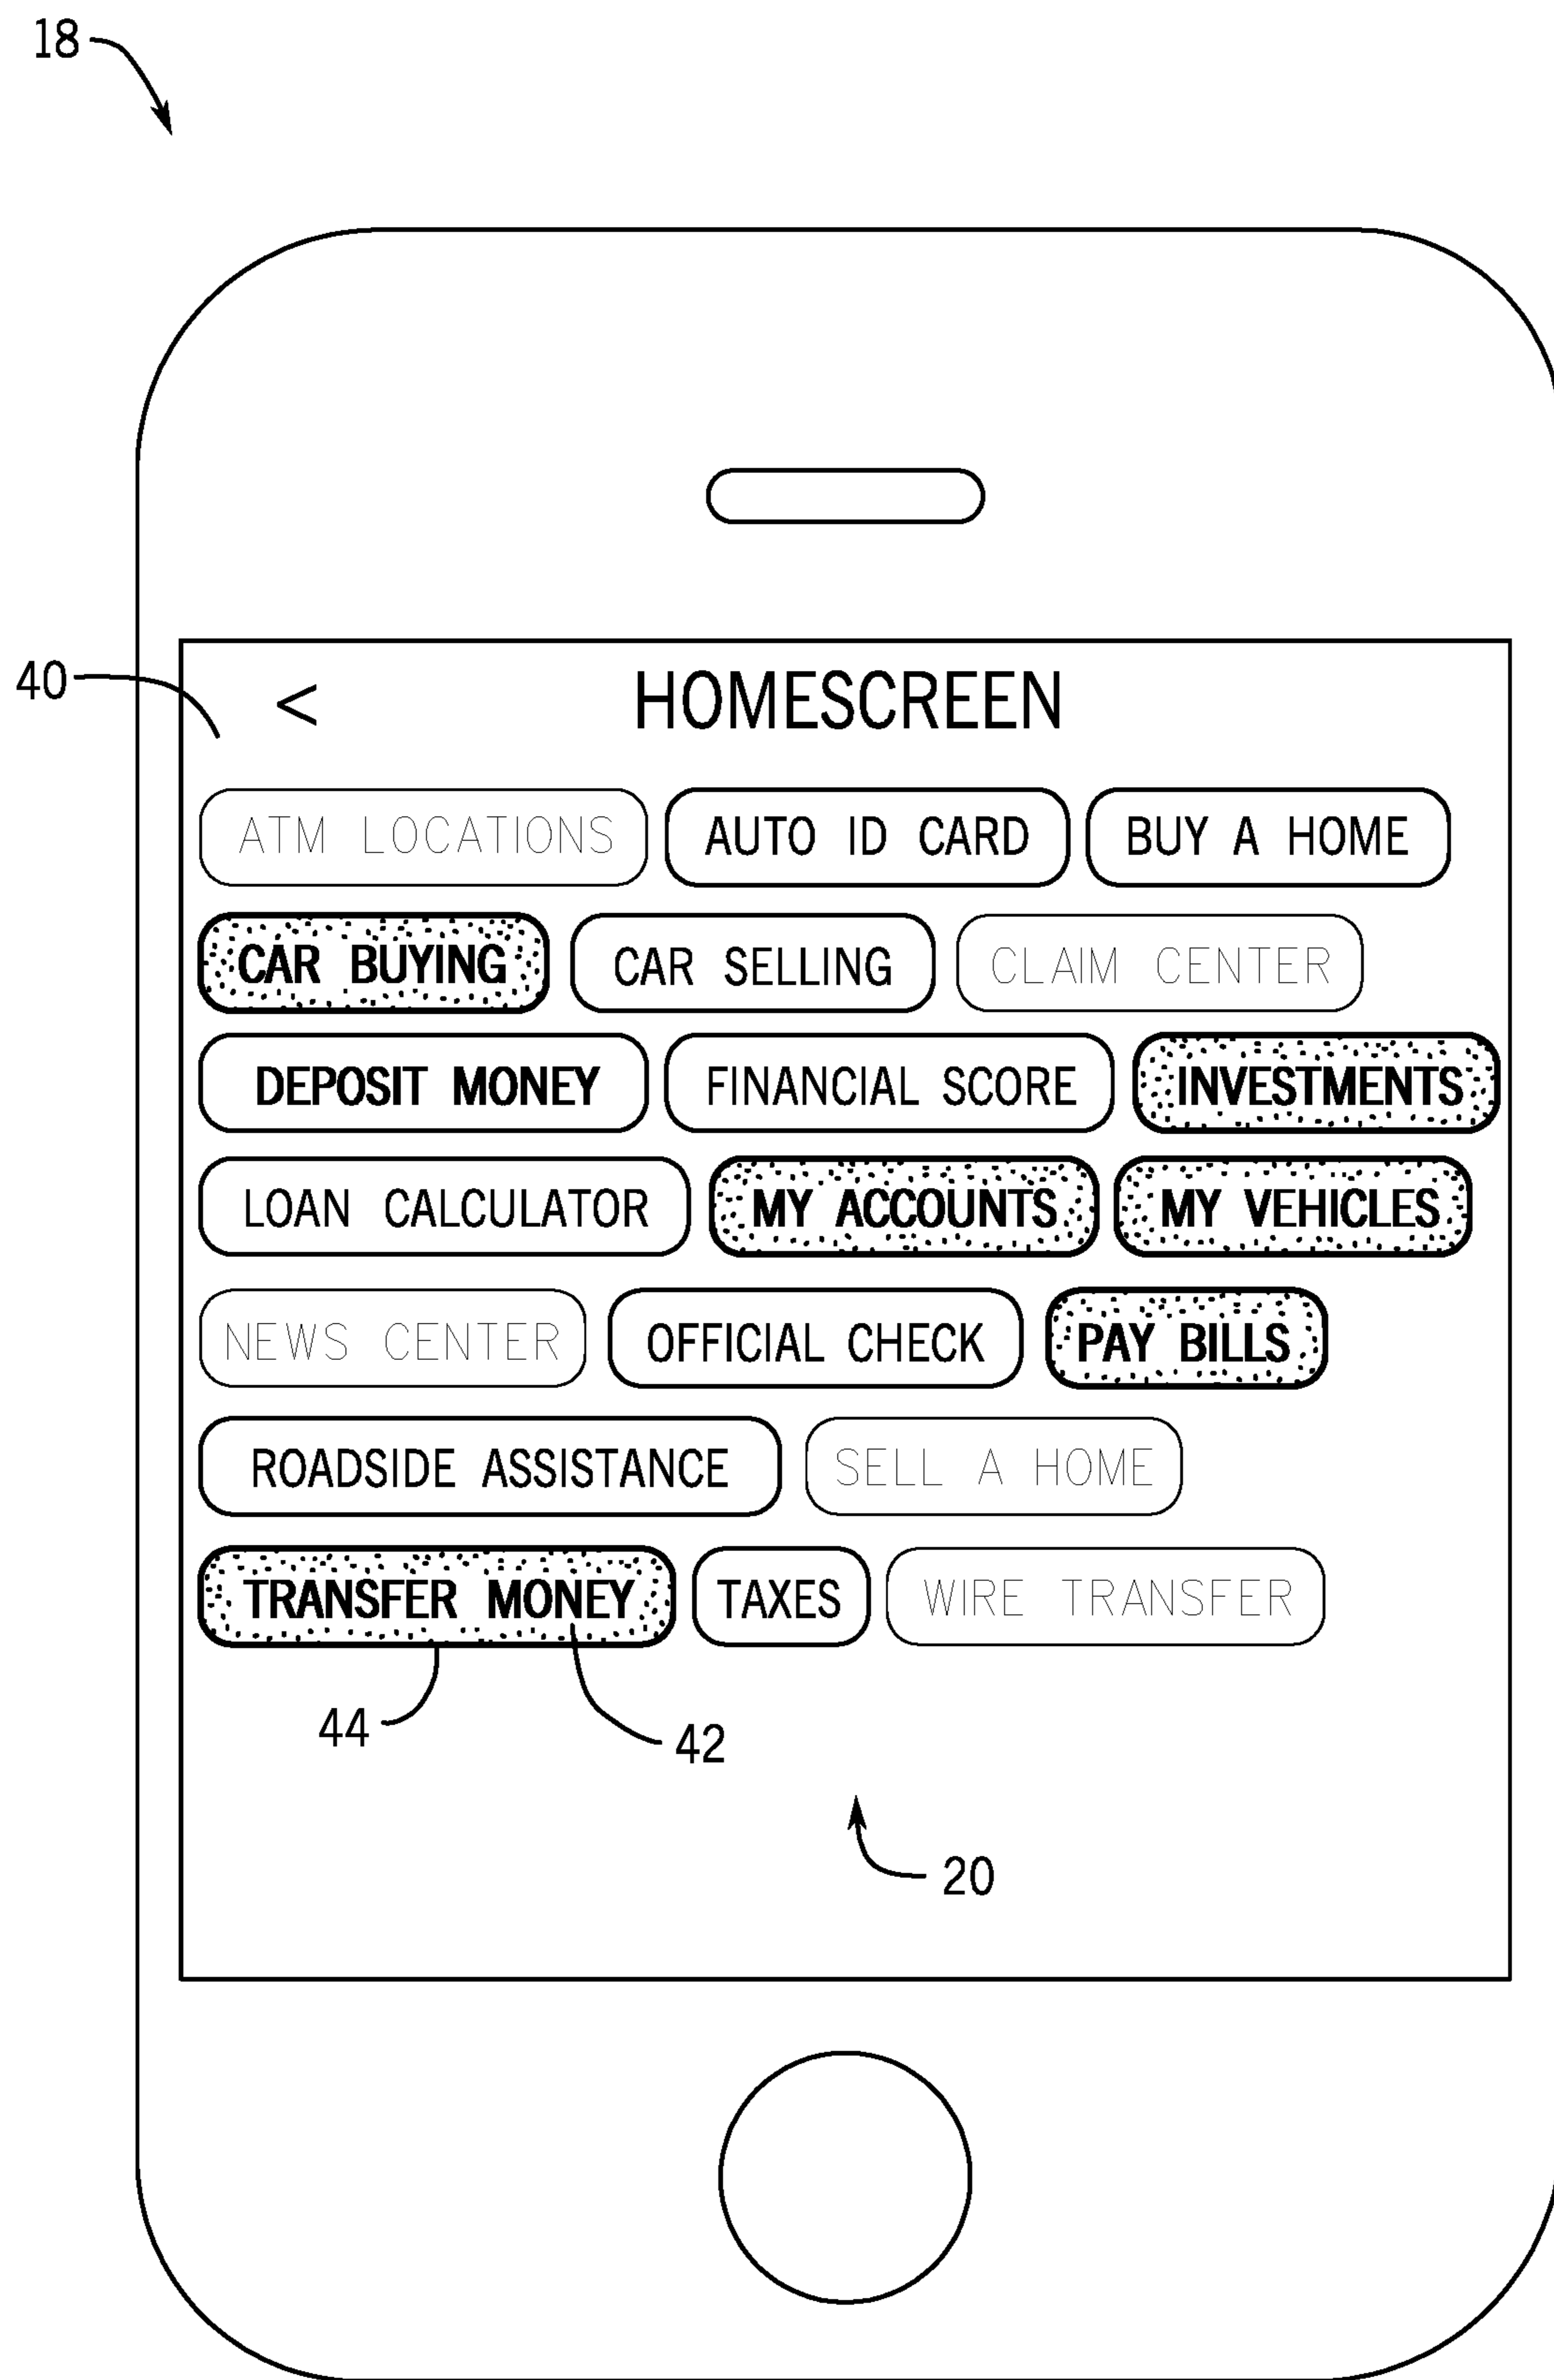 18
40
< HOMESCREEN
ATM LOCATIONS AUTO ID CARD BUY A HOME
CAR BUYING CAR SELLING CLAIM CENTER
DEPOSIT MONEY FINANCIAL SCORE INVESTMENTS
LOAN CALCULATOR MY ACCOUNTS MY VEHICLES
NEWS CENTER OFFICIAL CHECK PAY BILLS
ROADSIDE ASSISTANCE SELL A HOME
TRANSFER MONEY TAXES WIRE TRANSFER
44 42
20